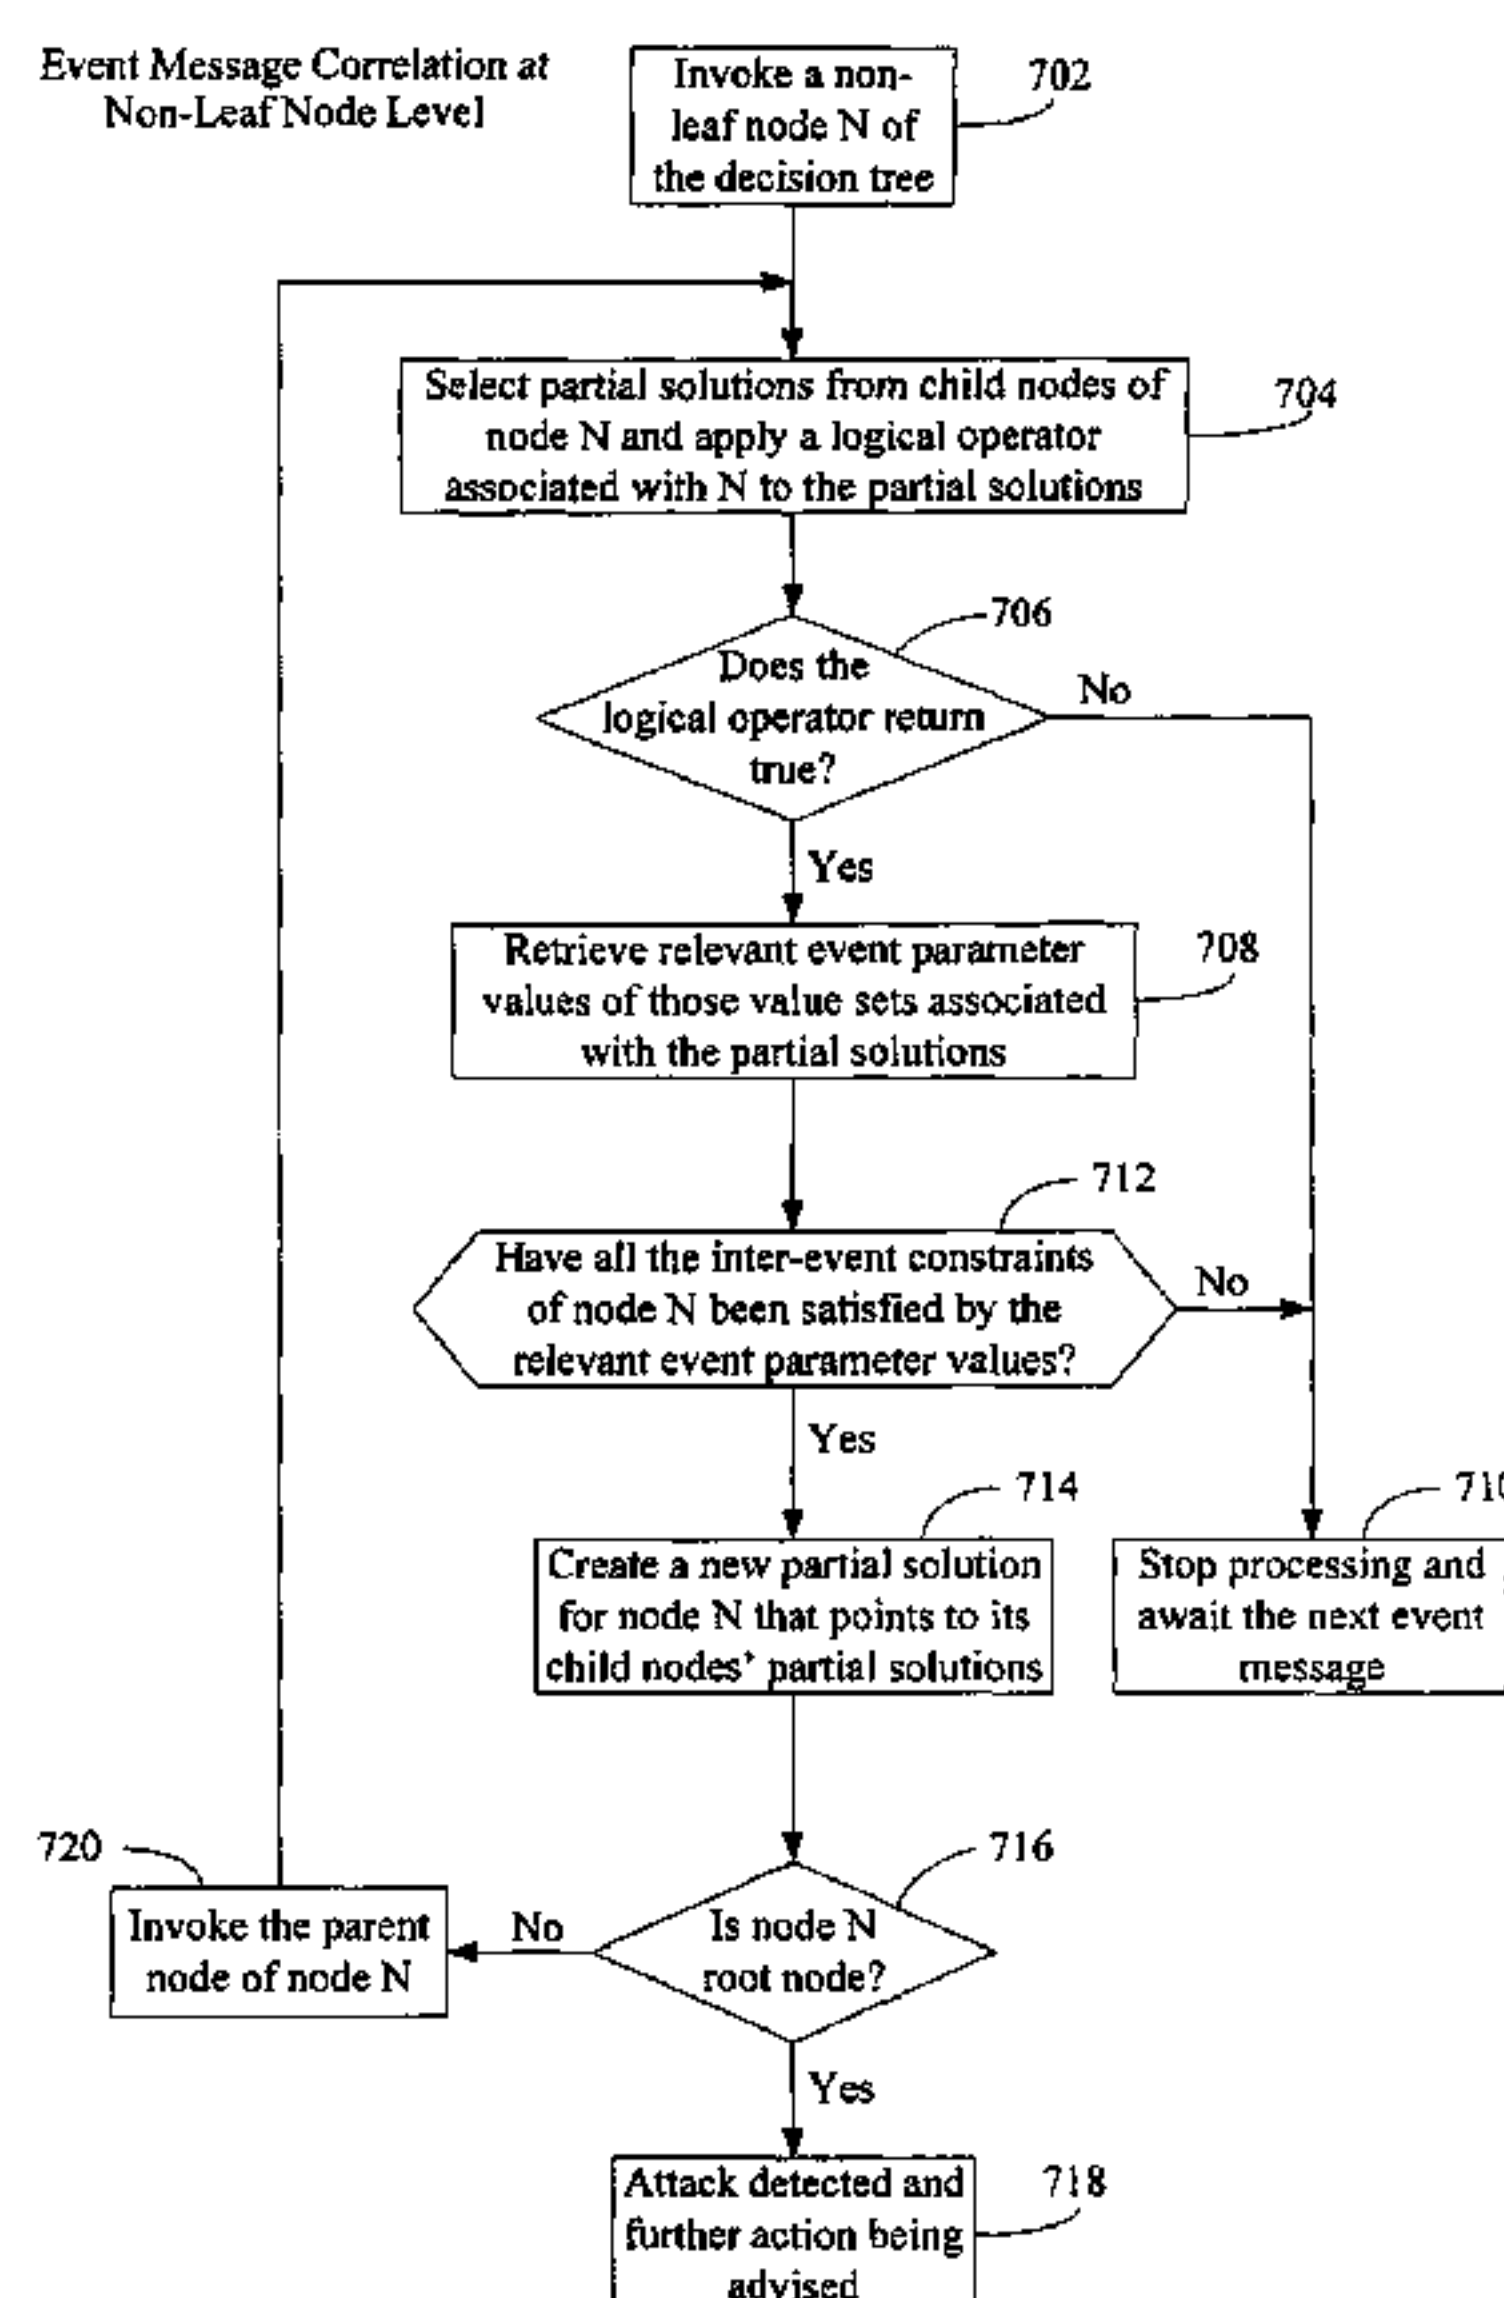 Event Message Correlation at
Non-Leaf Node Level
Invoke a non-
leaf node N of
the decision tree
702
Select partial solutions from child nodes of
node N and apply a logical operator
associated with N to the partial solutions
704
706
Does the
logical operator return
true?
No
Yes
Retrieve relevant event parameter
values of those value sets associated
with the partial solutions
708
712
Have all the inter-event constraints
of node N been satisfied by the
relevant event parameter values?
No
Yes
714
Create a new partial solution
for node N that points to its
child nodes' partial solutions
710
Stop processing and
await the next event
message
720
Invoke the parent
node of node N
No
716
Is node N
root node?
Yes
Attack detected and
further action being
advised
718